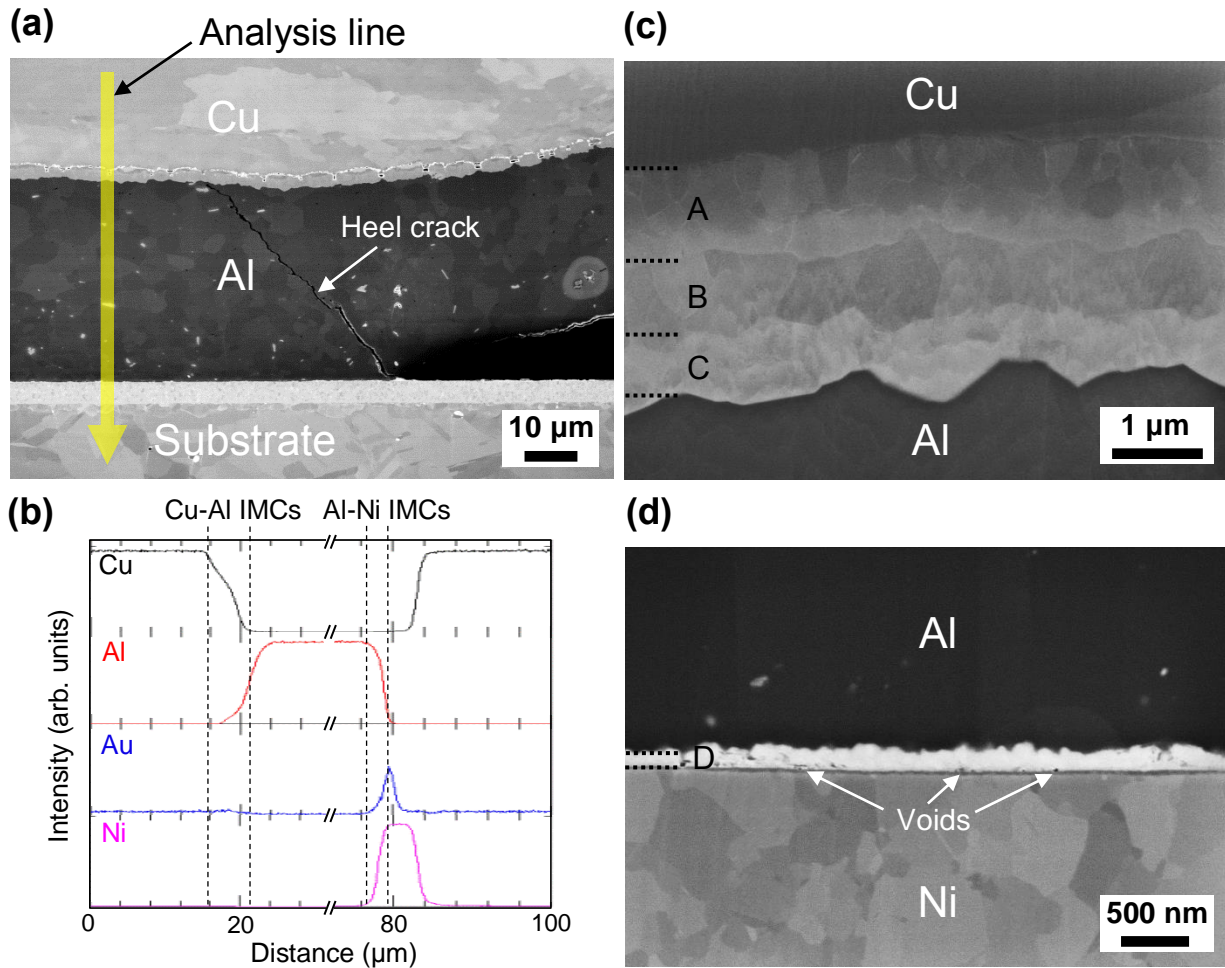 (a)
Analysis line
Cu
Heel crack
Al
Substrate
10 µm
(b)
Cu-Al IMCs
Al-Ni IMCs
Cu
Al
Au
Ni
Intensity (arb. units)
0
20
80
100
Distance (µm)
(c)
Cu
A
B
C
Al
1 µm
(d)
Al
D
Voids
Ni
500 nm